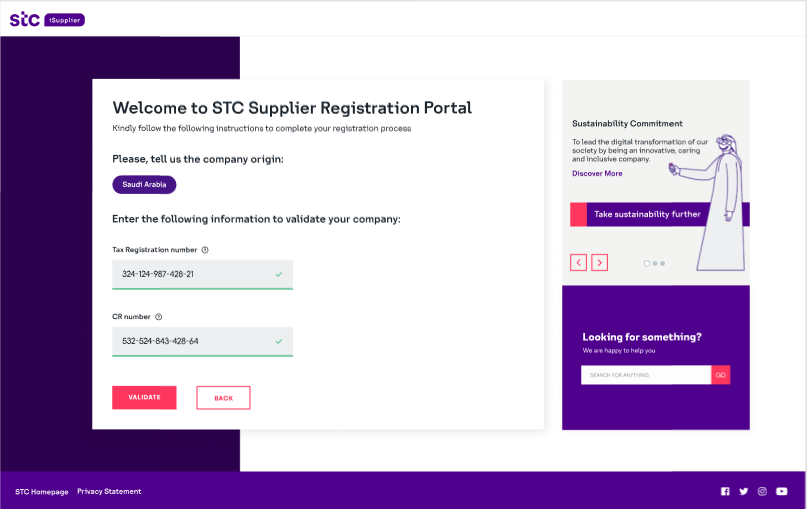 stc iSupplier
Welcome to STC Supplier Registration Portal
Kindly follow the following instructions to complete your registration process
Please, tell us the company origin:
Saudi Arabia
Enter the following information to validate your company:
Tax Registration number ?
324-124-987-428-21
CR number ?
532-524-843-428-64
VALIDATE
BACK
Sustainability Commitment
To lead the digital transformation of our
society by being an innovative, caring
and inclusive company.
Discover More
Take sustainability further
Looking for something?
We are happy to help you
SEARCH FOR ANYTHING
GO
STC Homepage
Privacy Statement